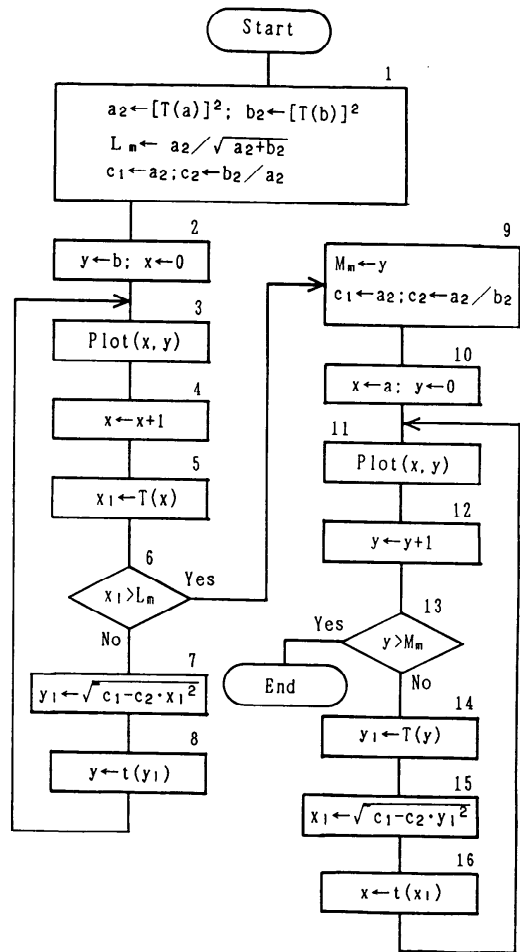 Start
1
a₂←[T(a)]²; b₂←[T(b)]²
Lₘ← a₂/√a₂+b₂
c₁←a₂;c₂←b₂/a₂
2
y←b; x←0
3
Plot(x,y)
4
x←x+1
5
x₁←T(x)
6
x₁>Lₘ
Yes
No
7
y₁←√c₁-c₂·x₁²
8
y←t(y₁)
9
Mₘ←y
c₁←a₂;c₂←a₂/b₂
10
x←a; y←0
11
Plot(x,y)
12
y←y+1
13
Yes
y>Mₘ
End
No
14
y₁←T(y)
15
x₁←√c₁-c₂·y₁²
16
x←t(x₁)